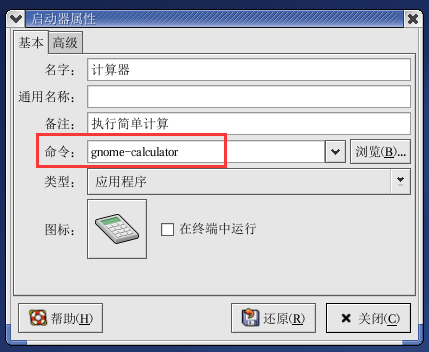 启动器属性
基本 高级
名字： 计算器
通用名称：
备注： 执行简单计算
命令： gnome-calculator 浏览(B)...
类型： 应用程序
图标： 在终端中运行
帮助(H) 还原(R) 关闭(C)